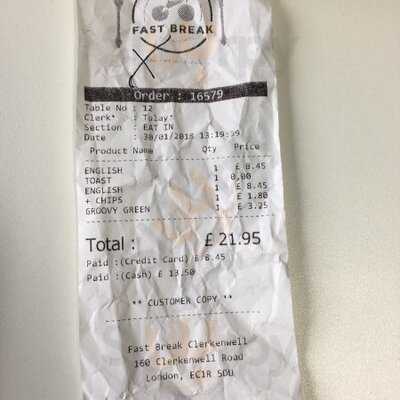 FAST BREAK
Order : 16579
Table No : 12
Clerk* : Tulay*
Section : EAT IN
Date : 30/01/2018 13:19:09
Product Name Qty Price
ENGLISH 1 £ 8.45
TOAST 1 0.00
ENGLISH 1 £ 8.45
+ CHIPS 1 £ 1.80
GROOVY GREEN 1 £ 3.25
Total : £ 21.95
Paid :(Credit Card) £ 8.45
Paid :(Cash) £ 13.50
** CUSTOMER COPY **
Fast Break Clerkenwell
160 Clerkenwell Road
London, EC1R 5DU